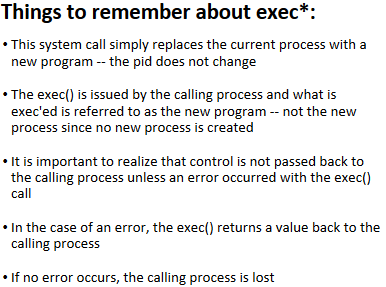 Things to remember about exec*:
• This system call simply replaces the current process with a
new program -- the pid does not change
• The exec() is issued by the calling process and what is
exec'ed is referred to as the new program -- not the new
process since no new process is created
• It is important to realize that control is not passed back to
the calling process unless an error occurred with the exec()
call
• In the case of an error, the exec() returns a value back to the
calling process
• If no error occurs, the calling process is lost